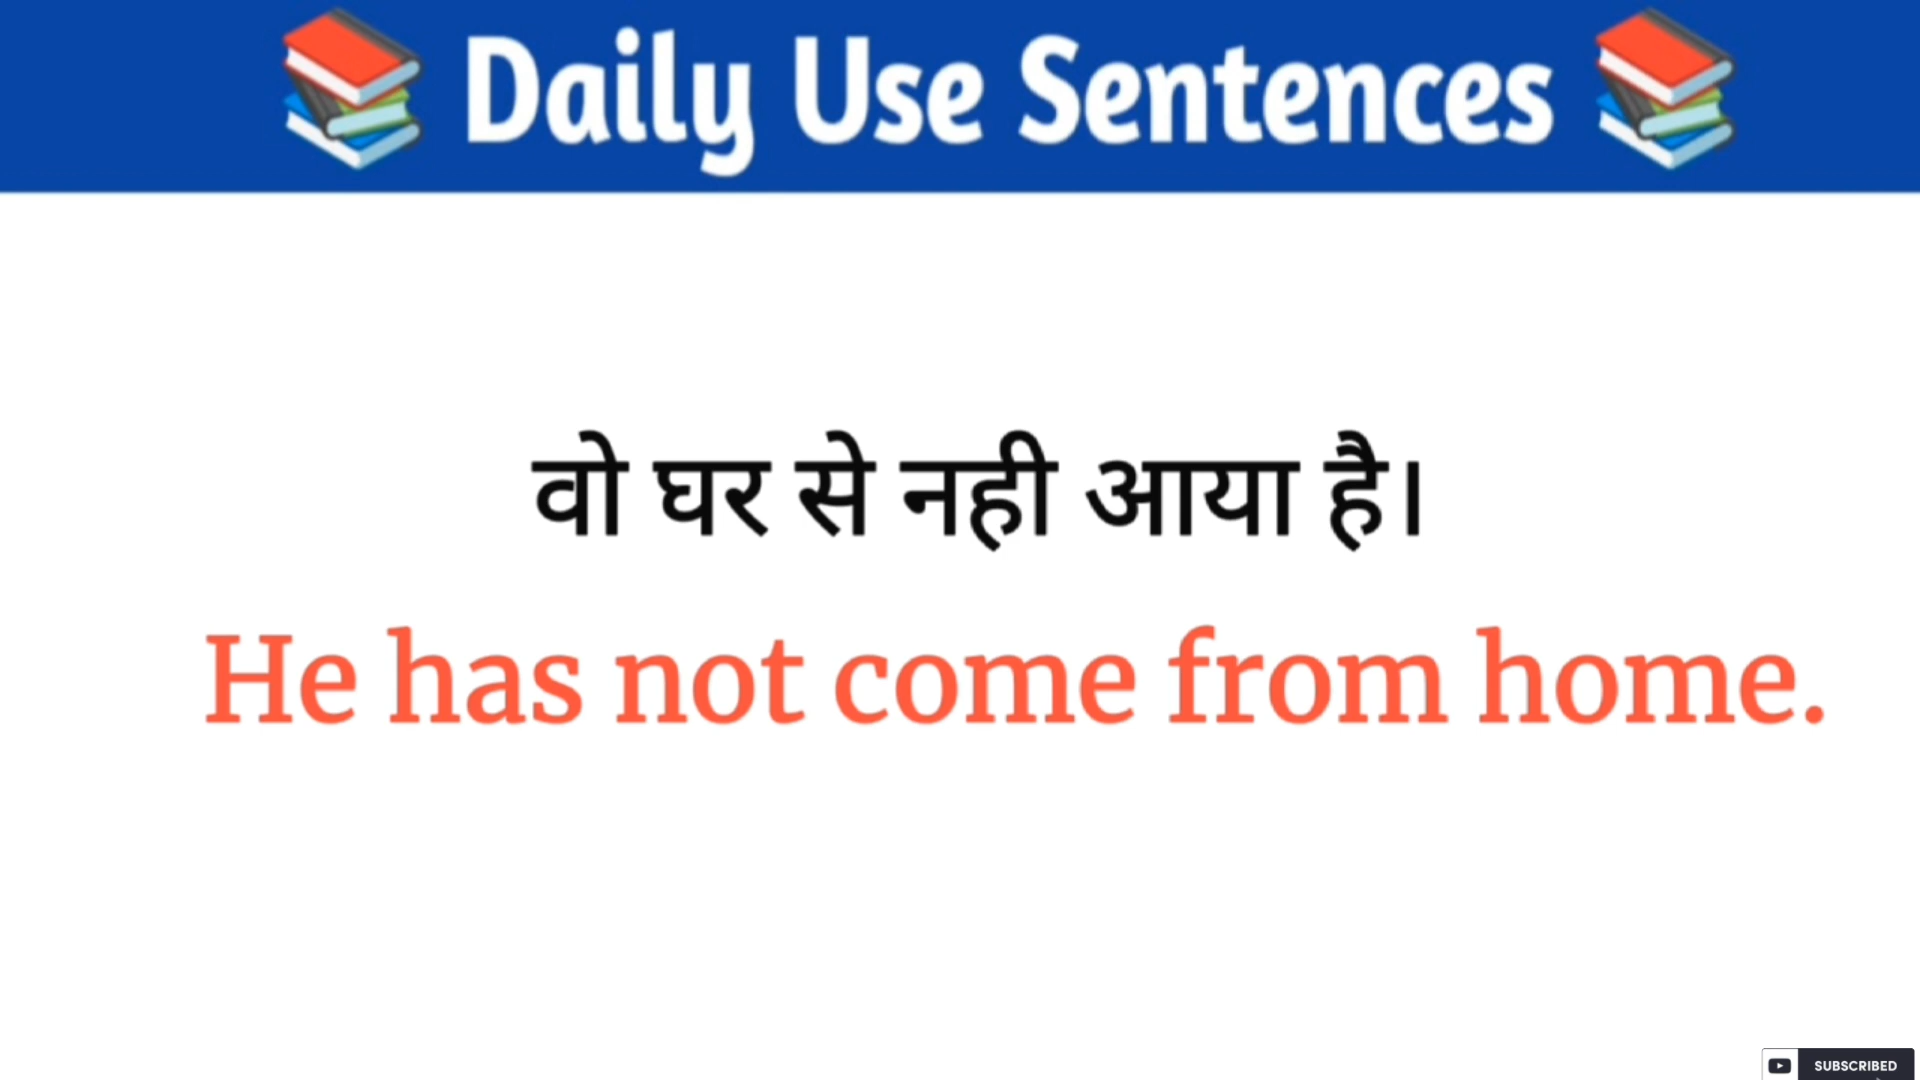 Daily Use Sentences
वो घर से नही आया है।
He has not come from home.
SUBSCRIBED